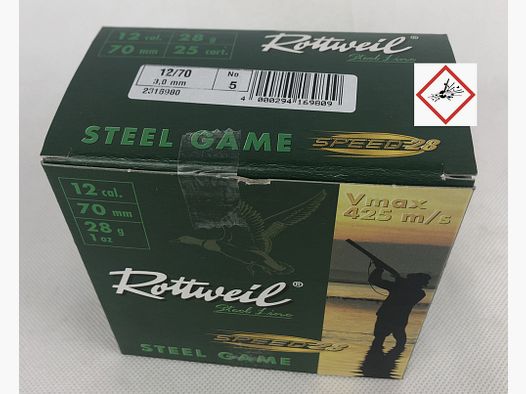 12 cal. 28 g
70 mm 25 cart.
Rottweil®
Steel Line
12/70 No
3,0 mm 5
2316980
4 000294 169809
STEEL GAME SPEED 28
12 cal.
70 mm
28 g
1 oz
Vmax
425 m/s
Rottweil®
Steel Line
SPEED 28
STEEL GAME